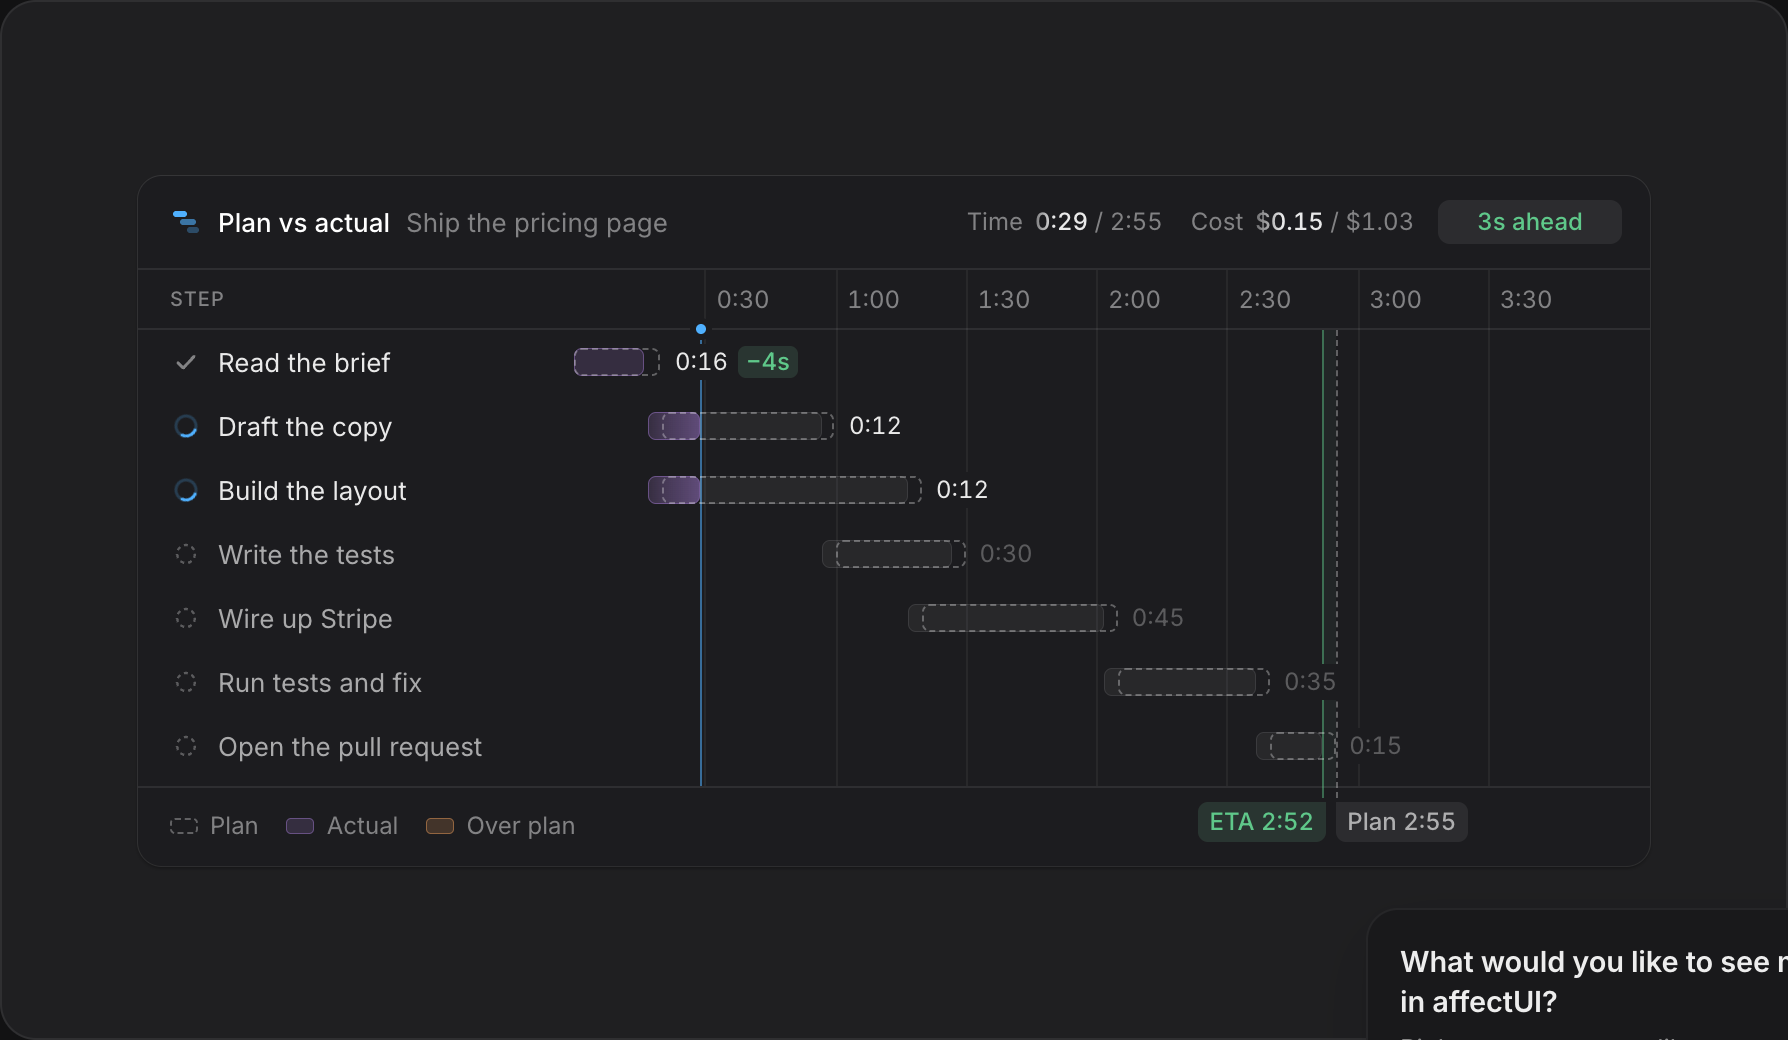 Plan vs actual Ship the pricing page Time 0:29 / 2:55 Cost $0.15 / $1.03 3s ahead
STEP 0:30 1:00 1:30 2:00 2:30 3:00 3:30
Read the brief 0:16 −4s
Draft the copy 0:12
Build the layout 0:12
Write the tests 0:30
Wire up Stripe 0:45
Run tests and fix 0:35
Open the pull request 0:15
Plan Actual Over plan ETA 2:52 Plan 2:55
What would you like to see
in affectUI?